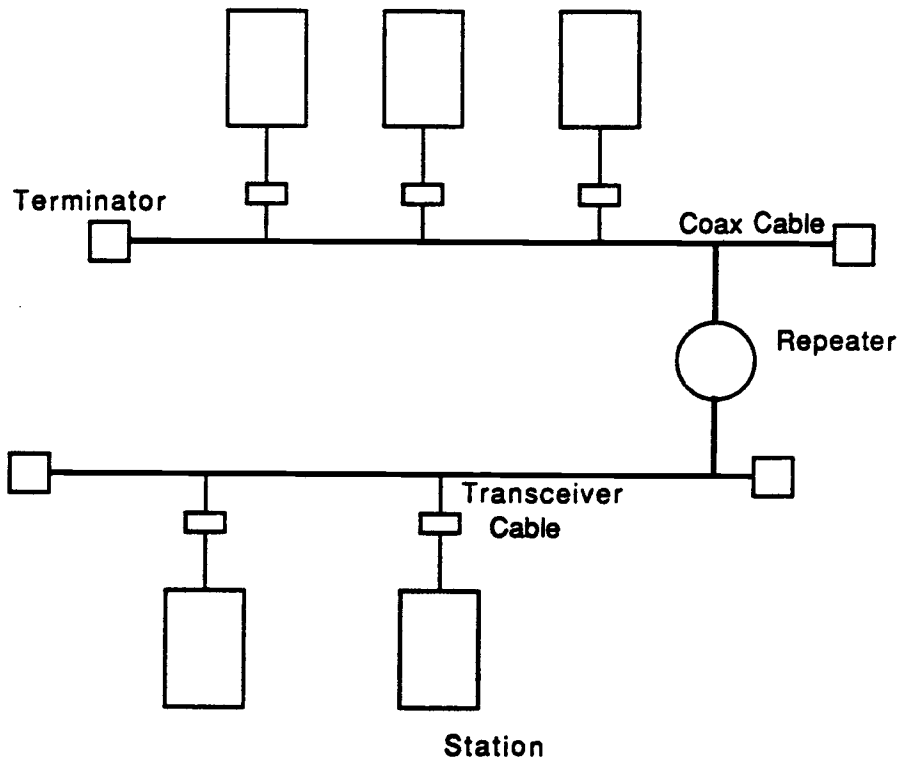 Terminator
Coax Cable
Repeater
Transceiver
Cable
Station